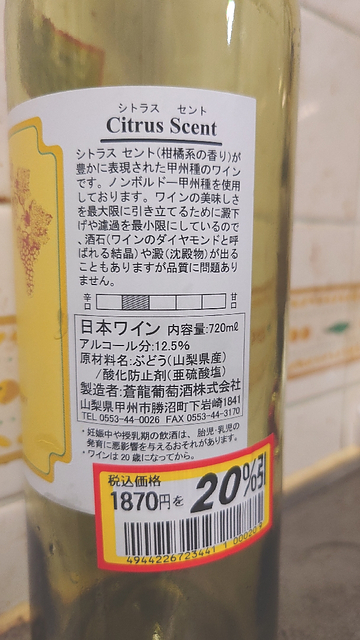 シトラス　セント
Citrus Scent
シトラス セント(柑橘系の香り)が
豊かに表現された甲州種のワイン
です。ノンボルドー甲州種を使用
しております。ワインの美味しさ
を最大限に引き立てるために澱下
げや濾過を最小限にしているので
、酒石(ワインのダイヤモンドと呼
ばれる結晶)や澱(沈殿物)が出る
こともありますが品質に問題あり
ません。
辛口 甘口
日本ワイン 内容量:720mℓ
アルコール分:12.5%
原材料名:ぶどう(山梨県産)
/酸化防止剤(亜硫酸塩)
製造者:蒼龍葡萄酒株式会社
山梨県甲州市勝沼町下岩崎1841
TEL 0553-44-0026 FAX 0553-44-3170
*妊娠中や授乳期の飲酒は、胎児・乳児の
発育に悪影響を与えるおそれがあります。
*ワインは20歳になってから。
税込価格
1870円を 20%引
4944226723441 1 00020 9